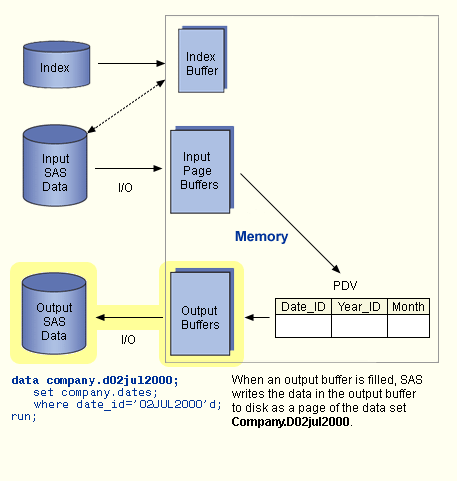 Index
Index
Buffer
Input
SAS
Data
I/O
Input
Page
Buffers
Memory
PDV
Date_ID Year_ID Month
Output
SAS
Data
I/O
Output
Buffers
data company.d02jul2000;
set company.dates;
where date_id='02JUL2000'd;
run;
When an output buffer is filled, SAS
writes the data in the output buffer
to disk as a page of the data set
Company.D02jul2000.